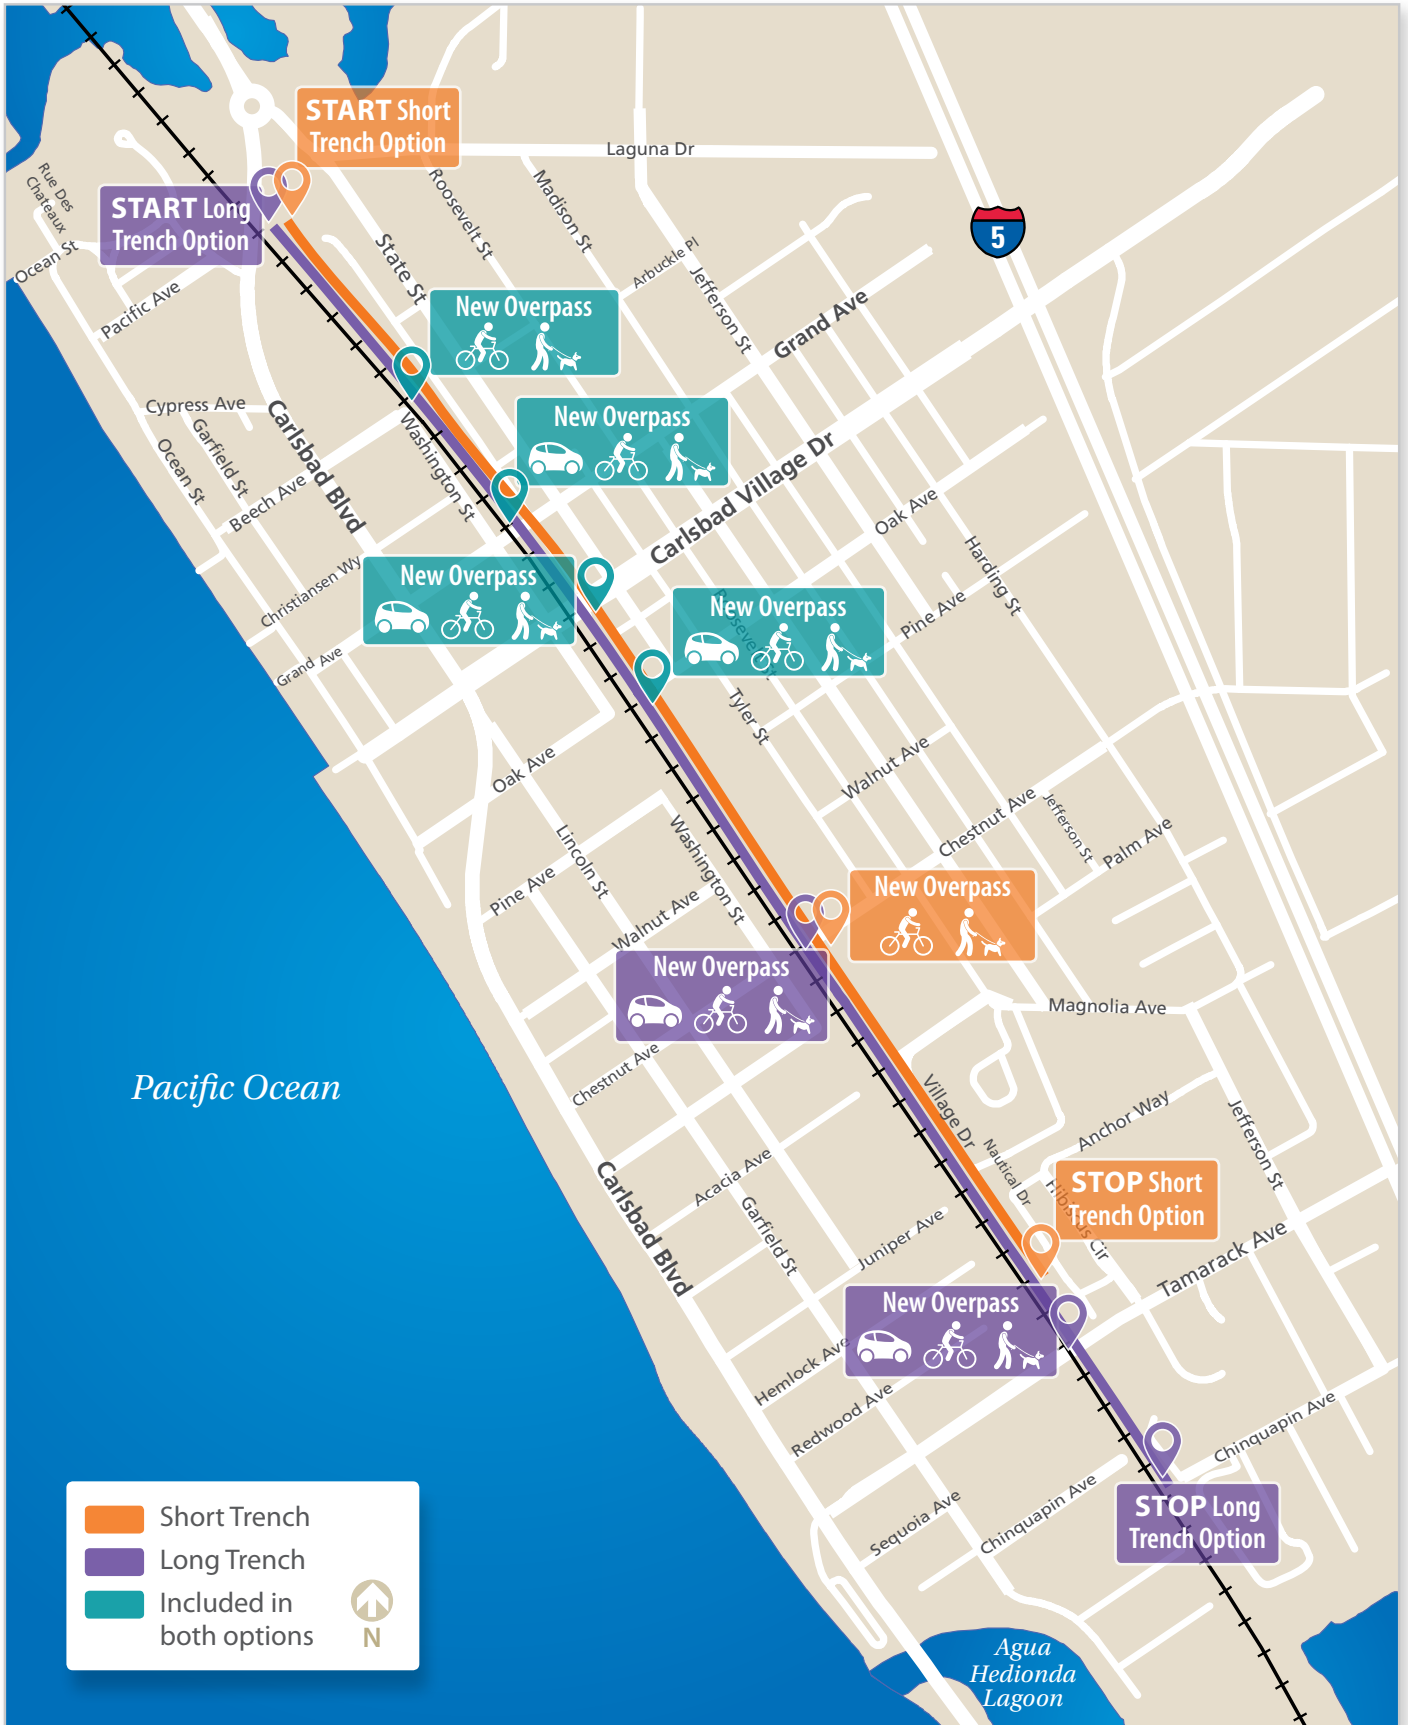 START Short
Trench Option
Laguna Dr
Rue Des
Chateaux
START Long
Trench Option
Roosevelt St
Madison St
Ocean St
State St
Arbuckle Pl
Jefferson St
5
Pacific Ave
New Overpass
Grand Ave
Cypress Ave
Garfield St
Ocean St
Carlsbad Blvd
Washington St
New Overpass
Carlsbad Village Dr
Beech Ave
Oak Ave
Christiansen Wy
New Overpass
Harding St
Roosevelt St
New Overpass
Pine Ave
Grand Ave
Tyler St
Oak Ave
Walnut Ave
Lincoln St
Washington St
Chestnut Ave
Jefferson St
Palm Ave
Pine Ave
Walnut Ave
New Overpass
New Overpass
Magnolia Ave
Chestnut Ave
Pacific Ocean
Village Dr
Anchor Way
Jefferson St
Nautical Dr
Hibiscus Cir
Acacia Ave
Carlsbad Blvd
Garfield St
STOP Short
Trench Option
Juniper Ave
Tamarack Ave
New Overpass
Hemlock Ave
Redwood Ave
Chinquapin Ave
Sequoia Ave
Chinquapin Ave
STOP Long
Trench Option
Short Trench
Long Trench
Included in
both options
N
Agua
Hedionda
Lagoon